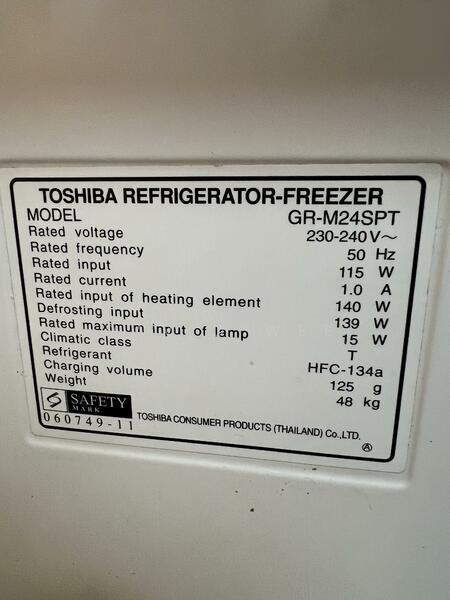 TOSHIBA REFRIGERATOR-FREEZER
MODEL GR-M24SPT
Rated voltage 230-240 V~
Rated frequency 50 Hz
Rated input 115 W
Rated current 1.0 A
Rated input of heating element 140 W
Defrosting input 139 W
Rated maximum input of lamp 15 W
Climatic class T
Refrigerant HFC-134a
Charging volume 125 g
Weight 48 kg
SAFETY
MARK
060749-11
TOSHIBA CONSUMER PRODUCTS (THAILAND) Co.,LTD.
A